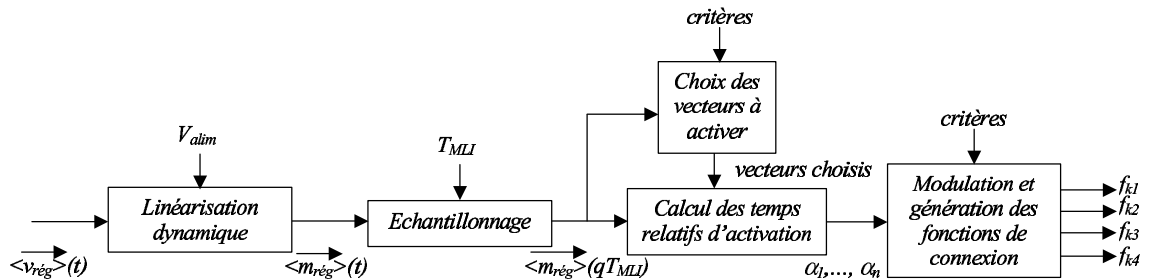 critères
Choix des
vecteurs à
activer
critères
V_alim
T_MLI
vecteurs choisis
Linéarisation
dynamique
Echantillonnage
Calcul des temps
relatifs d'activation
Modulation et
génération des
fonctions de
connexion
f_k1
f_k2
f_k3
f_k4
<v_rég>(t)
<m_rég>(t)
<m_rég>(qT_MLI)
α_1,..., α_n